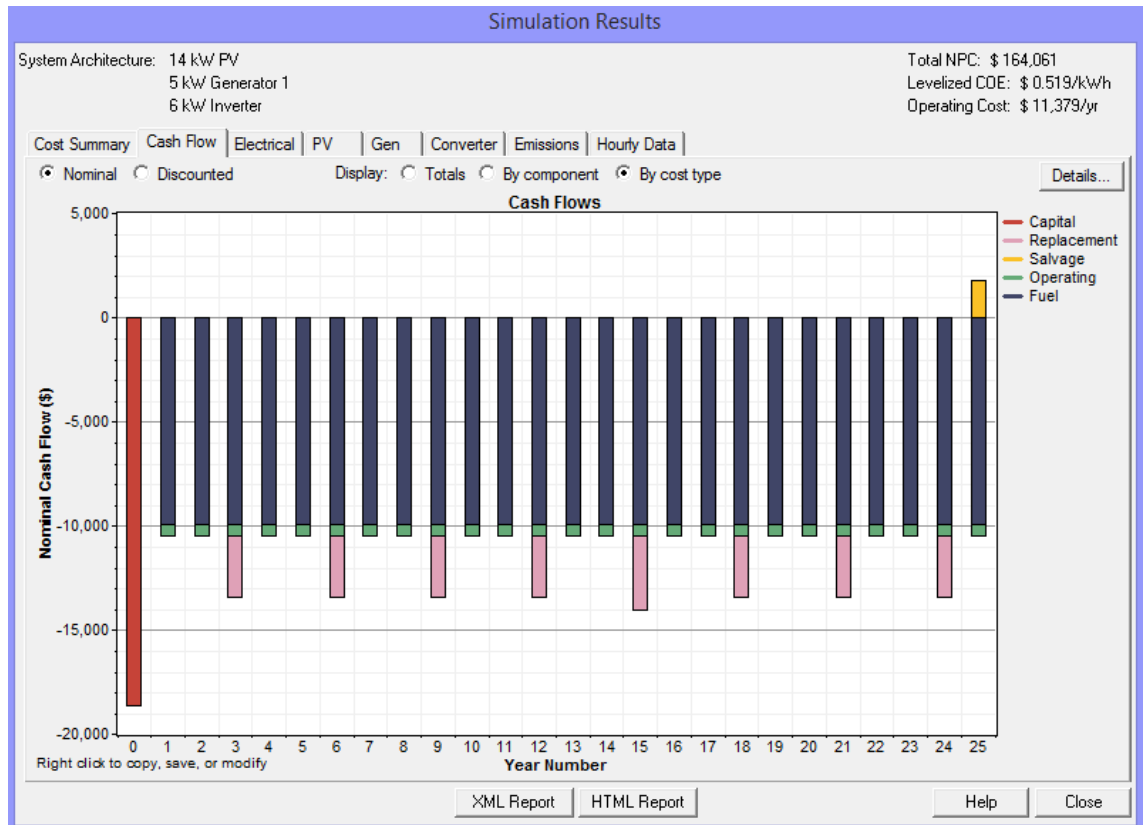 Simulation Results
System Architecture: 14 kW PV
5 kW Generator 1
6 kW Inverter
Total NPC: $ 164,061
Levelized COE: $ 0.519/kWh
Operating Cost: $ 11,379/yr
Cost Summary Cash Flow Electrical PV Gen Converter Emissions Hourly Data
Nominal Discounted Display: Totals By component By cost type Details...
Cash Flows
5,000
0
-5,000
-10,000
-15,000
-20,000
Nominal Cash Flow ($)
Capital
Replacement
Salvage
Operating
Fuel
0 1 2 3 4 5 6 7 8 9 10 11 12 13 14 15 16 17 18 19 20 21 22 23 24 25
Right click to copy, save, or modify
Year Number
XML Report HTML Report Help Close